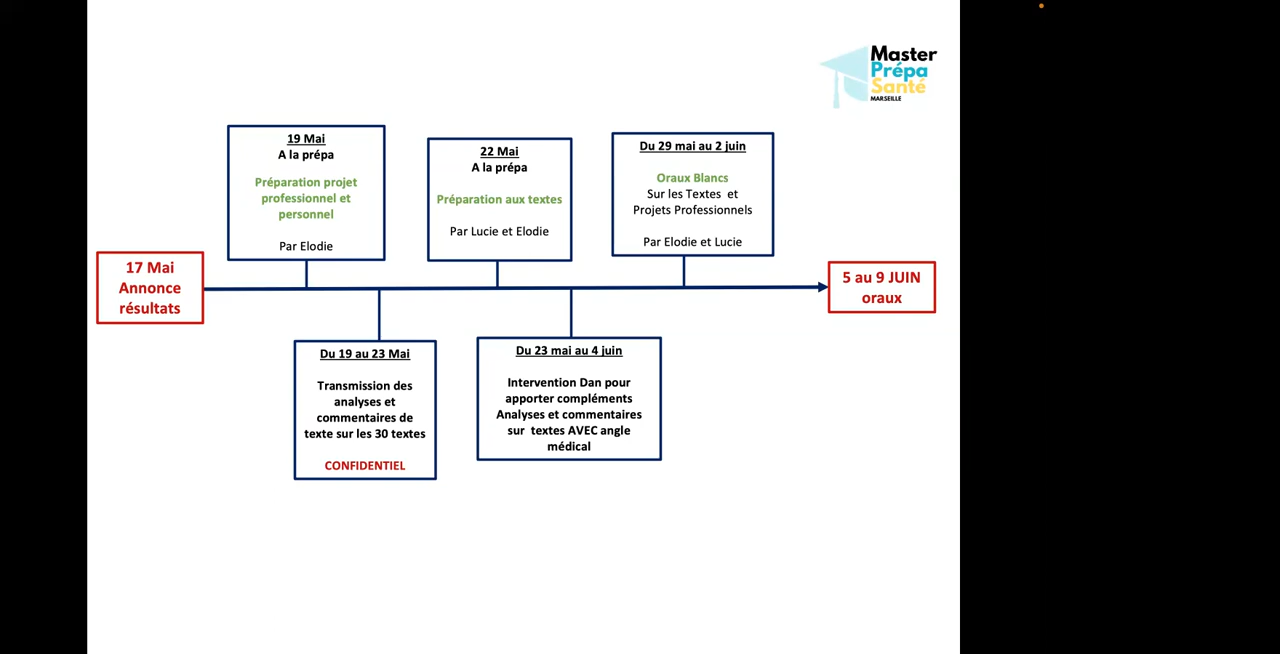 Master
Prépa
Santé
MARSEILLE
19 Mai
A la prépa
Préparation projet
professionnel et
personnel
Par Elodie
22 Mai
A la prépa
Préparation aux textes
Par Lucie et Elodie
Du 29 mai au 2 juin
Oraux Blancs
Sur les Textes et
Projets Professionnels
Par Elodie et Lucie
17 Mai
Annonce
résultats
5 au 9 JUIN
oraux
Du 19 au 23 Mai
Transmission des
analyses et
commentaires de
texte sur les 30 textes
CONFIDENTIEL
Du 23 mai au 4 juin
Intervention Dan pour
apporter compléments
Analyses et commentaires
sur textes AVEC angle
médical